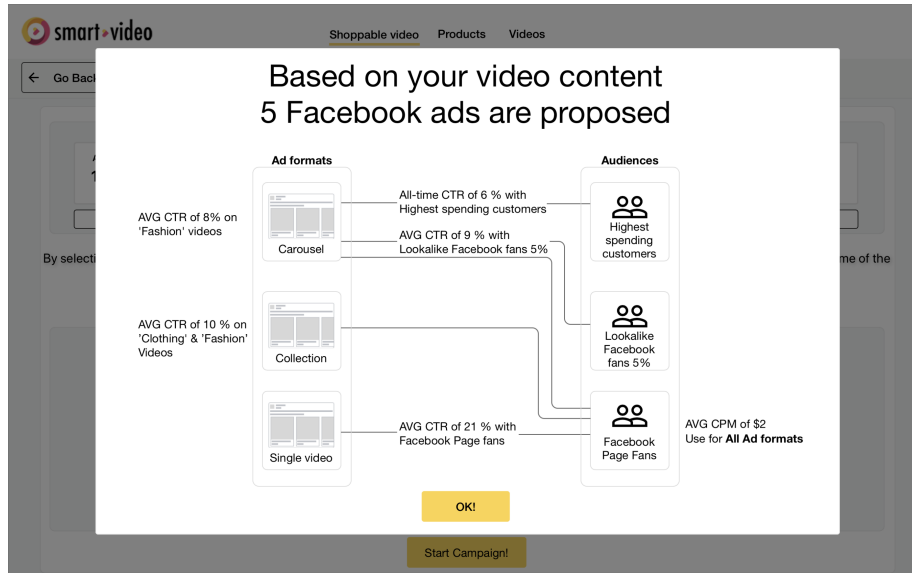 smart video
Shoppable video
Products
Videos
Go Back
Based on your video content
5 Facebook ads are proposed
Ad formats
Audiences
AVG CTR of 8% on
'Fashion' videos
Carousel
All-time CTR of 6 % with
Highest spending customers
AVG CTR of 9 % with
Lookalike Facebook fans 5%
Highest
spending
customers
By selecti
me of the
AVG CTR of 10 % on
'Clothing' & 'Fashion'
Videos
Collection
Lookalike
Facebook
fans 5%
Single video
AVG CTR of 21 % with
Facebook Page fans
Facebook
Page Fans
AVG CPM of $2
Use for All Ad formats
OK!
Start Campaign!